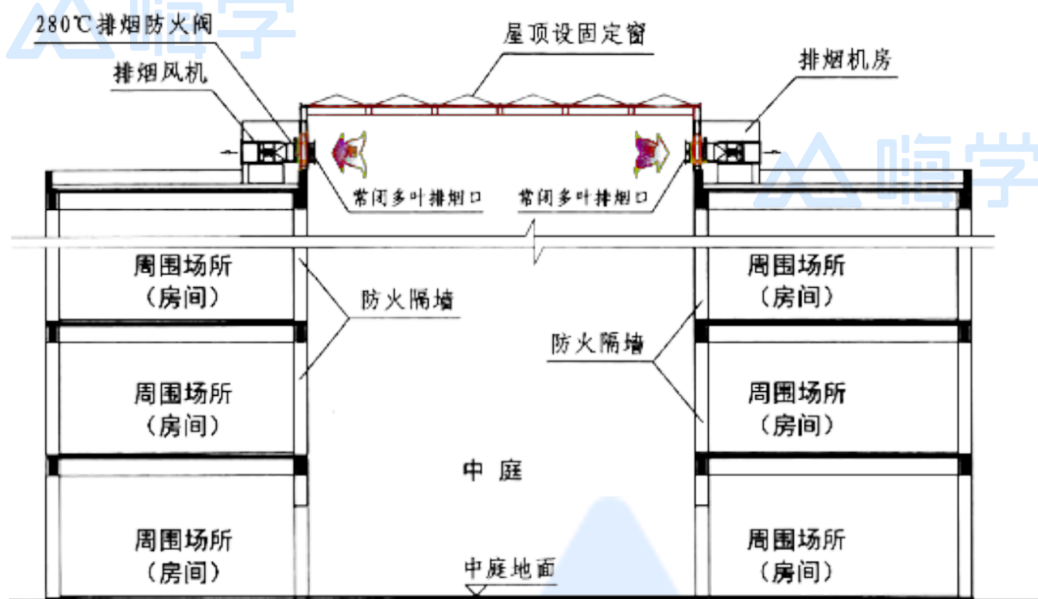 嗨学
280℃排烟防火阀
屋顶设固定窗
排烟机房
排烟风机
嗨学
常闭多叶排烟口
常闭多叶排烟口
周围场所
（房间）
周围场所
（房间）
防火隔墙
防火隔墙
周围场所
（房间）
周围场所
（房间）
中庭
周围场所
（房间）
周围场所
（房间）
中庭地面